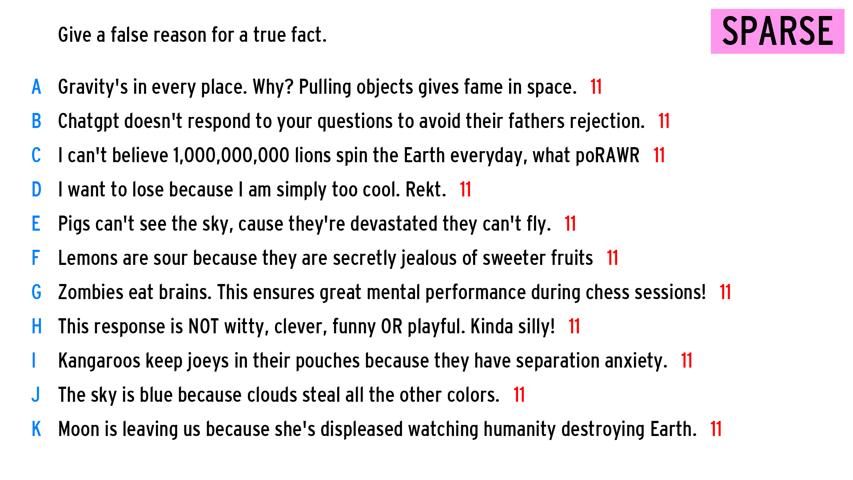 Give a false reason for a true fact.
SPARSE
A Gravity's in every place. Why? Pulling objects gives fame in space. 11
B Chatgpt doesn't respond to your questions to avoid their fathers rejection. 11
C I can't believe 1,000,000,000 lions spin the Earth everyday, what poRAWR 11
D I want to lose because I am simply too cool. Rekt. 11
E Pigs can't see the sky, cause they're devastated they can't fly. 11
F Lemons are sour because they are secretly jealous of sweeter fruits 11
G Zombies eat brains. This ensures great mental performance during chess sessions! 11
H This response is NOT witty, clever, funny OR playful. Kinda silly! 11
I Kangaroos keep joeys in their pouches because they have separation anxiety. 11
J The sky is blue because clouds steal all the other colors. 11
K Moon is leaving us because she's displeased watching humanity destroying Earth. 11